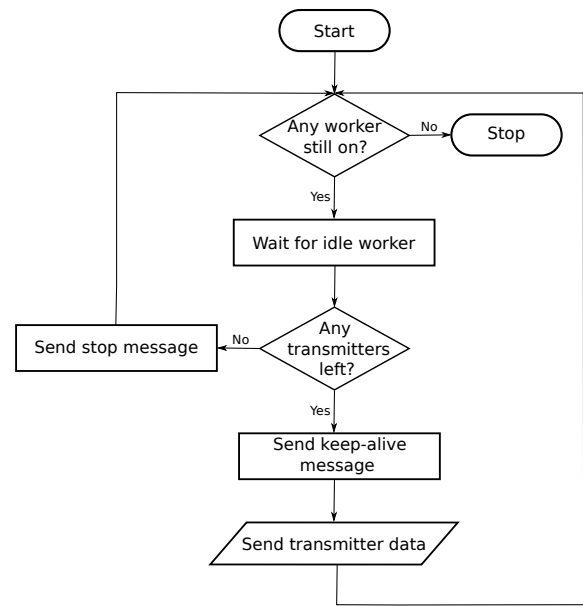 Start
Any worker
still on?
No
Stop
Yes
Wait for idle worker
Any
transmitters
left?
No
Send stop message
Yes
Send keep-alive
message
Send transmitter data